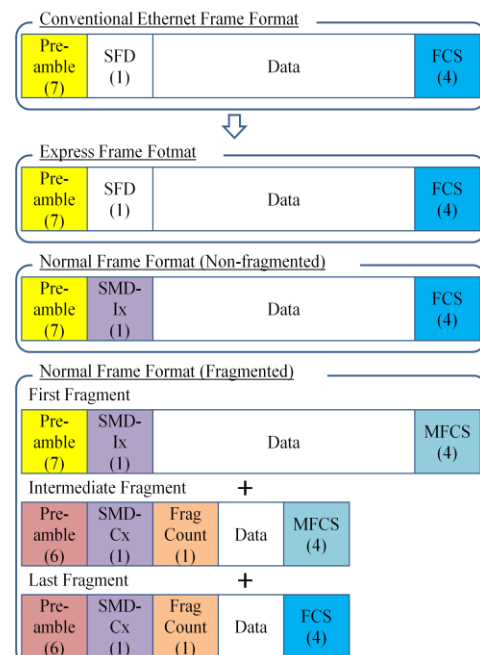 Conventional Ethernet Frame Format
Pre-
amble
(7)
SFD
(1)
Data
FCS
(4)
Express Frame Fotmat
Pre-
amble
(7)
SFD
(1)
Data
FCS
(4)
Normal Frame Format (Non-fragmented)
Pre-
amble
(7)
SMD-
Ix
(1)
Data
FCS
(4)
Normal Frame Format (Fragmented)
First Fragment
Pre-
amble
(7)
SMD-
Ix
(1)
Data
MFCS
(4)
Intermediate Fragment +
Pre-
amble
(6)
SMD-
Cx
(1)
Frag
Count
(1)
Data
MFCS
(4)
Last Fragment +
Pre-
amble
(6)
SMD-
Cx
(1)
Frag
Count
(1)
Data
FCS
(4)